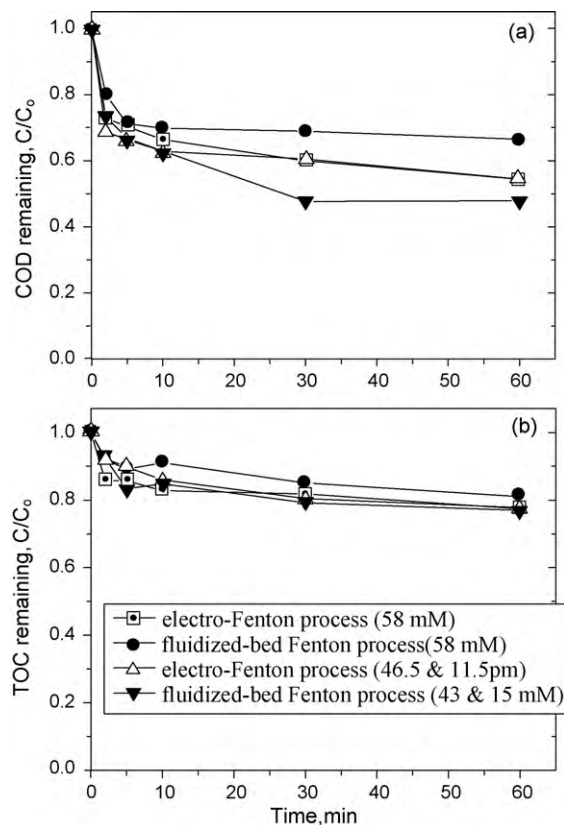 (a)
COD remaining, C/Cₒ
1.0
0.8
0.6
0.4
0.2
0.0
0 10 20 30 40 50 60
(b)
TOC remaining, C/Cₒ
1.0
0.8
0.6
0.4
0.2
0.0
electro-Fenton process (58 mM)
fluidized-bed Fenton process(58 mM)
electro-Fenton process (46.5 & 11.5pm)
fluidized-bed Fenton process (43 & 15 mM)
0 10 20 30 40 50 60
Time,min